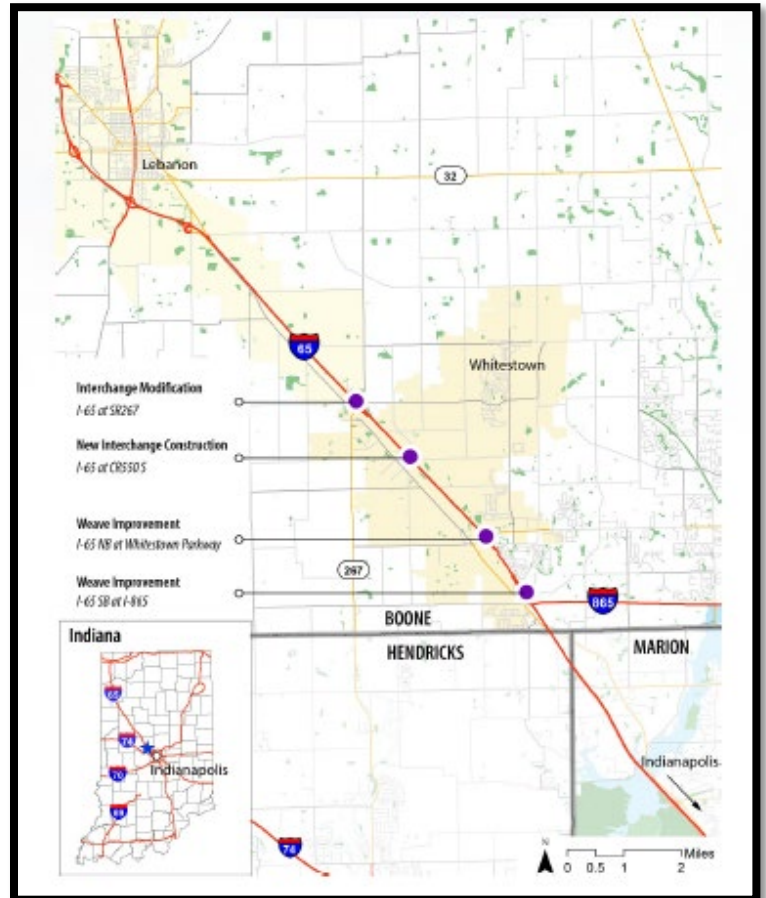 Lebanon
32
65
Whitestown
Interchange Modification
I-65 at SR267
New Interchange Construction
I-65 at CR550 S
Weave Improvement
I-65 NB at Whitestown Parkway
267
Weave Improvement
I-65 SB at I-865
865
BOONE
HENDRICKS
MARION
Indiana
65
74
70
Indianapolis
69
Indianapolis
74
N
0 0.5 1 2 Miles